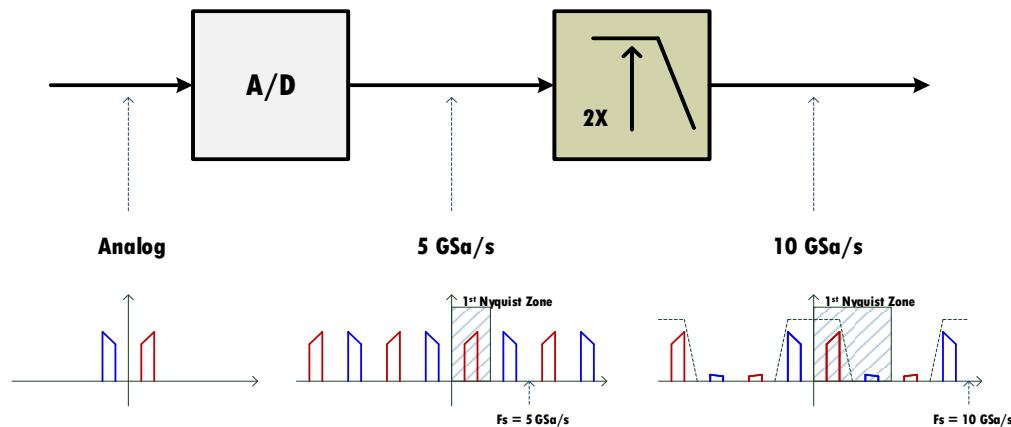 A/D
2X
Analog
5 GSa/s
10 GSa/s
1st Nyquist Zone
1st Nyquist Zone
Fs = 5 GSa/s
Fs = 10 GSa/s